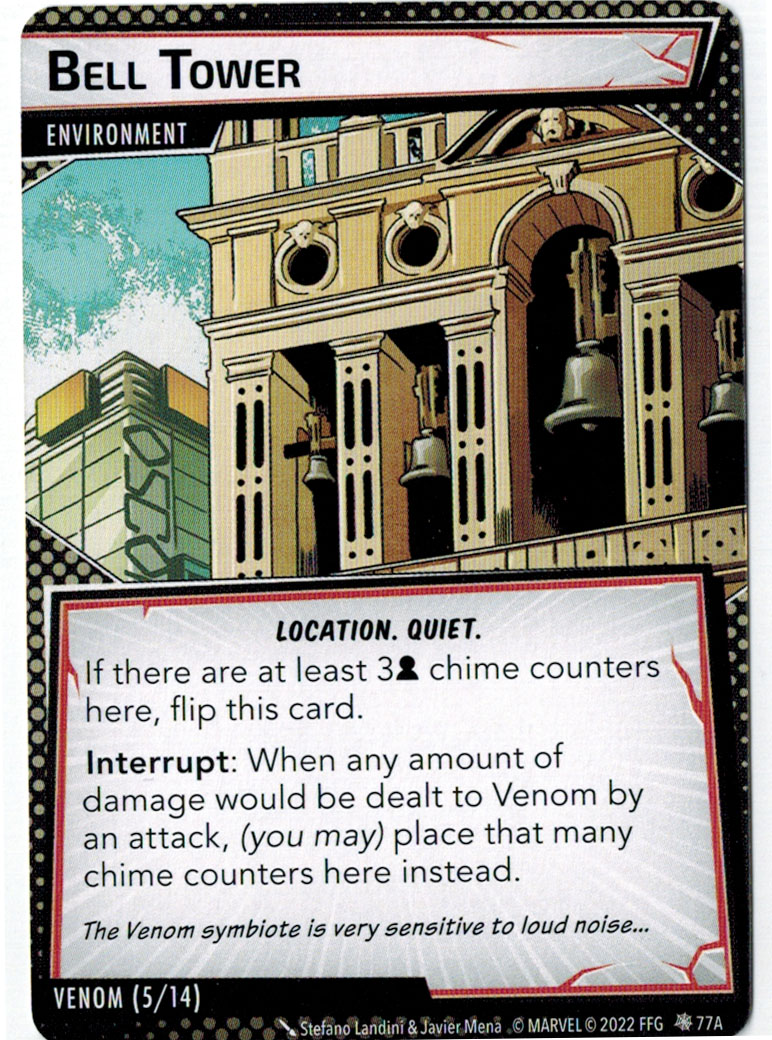 BELL TOWER
ENVIRONMENT
LOCATION. QUIET.
If there are at least 3 chime counters
here, flip this card.
Interrupt: When any amount of
damage would be dealt to Venom by
an attack, (you may) place that many
chime counters here instead.
The Venom symbiote is very sensitive to loud noise...
VENOM (5/14)
Stefano Landini & Javier Mena © MARVEL © 2022 FFG 77A